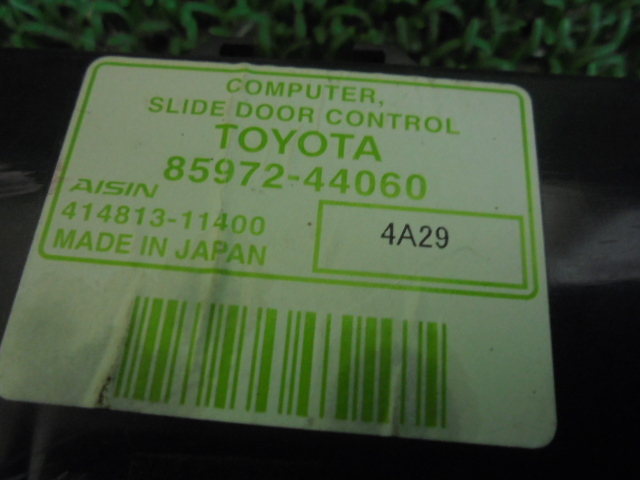 COMPUTER,
SLIDE DOOR CONTROL
TOYOTA
85972-44060
AISIN
414813-11400
4A29
MADE IN JAPAN